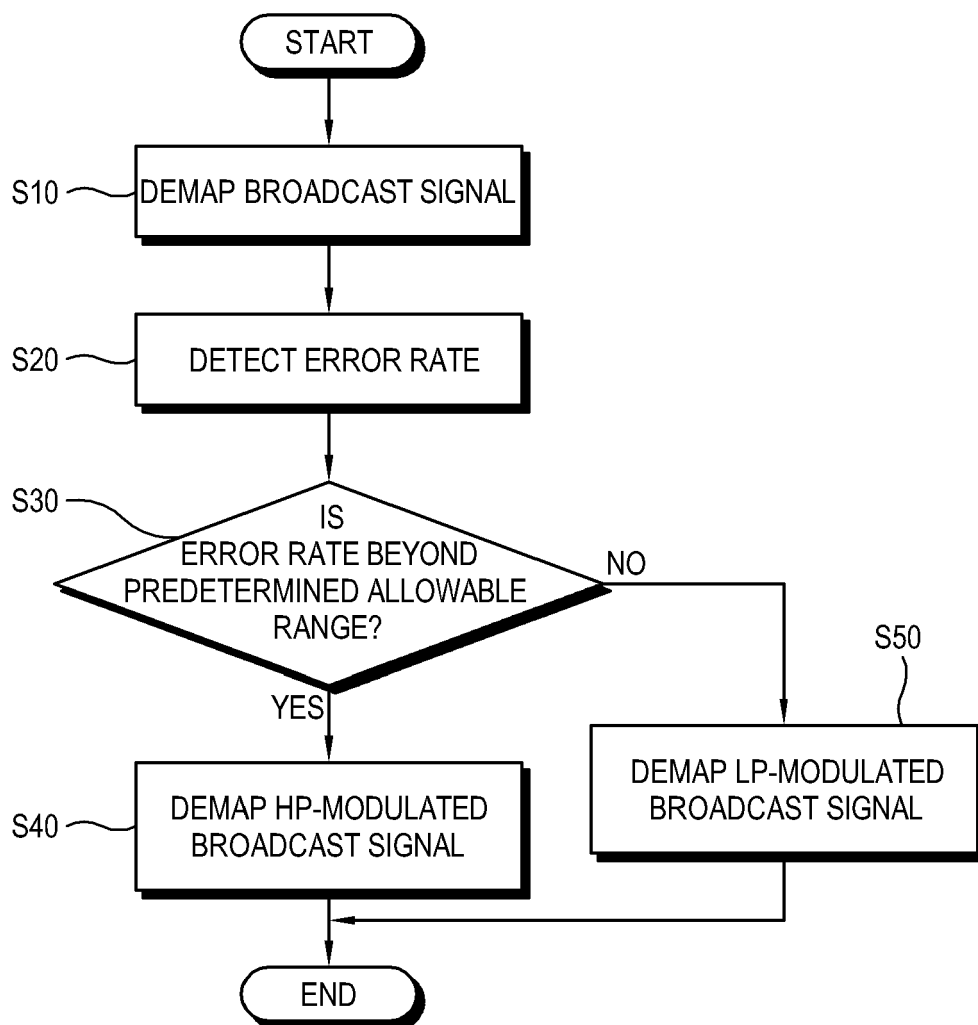 START
S10
DEMAP BROADCAST SIGNAL
S20
DETECT ERROR RATE
S30
IS
ERROR RATE BEYOND
PREDETERMINED ALLOWABLE
RANGE?
NO
YES
S50
S40
DEMAP HP-MODULATED
BROADCAST SIGNAL
DEMAP LP-MODULATED
BROADCAST SIGNAL
END